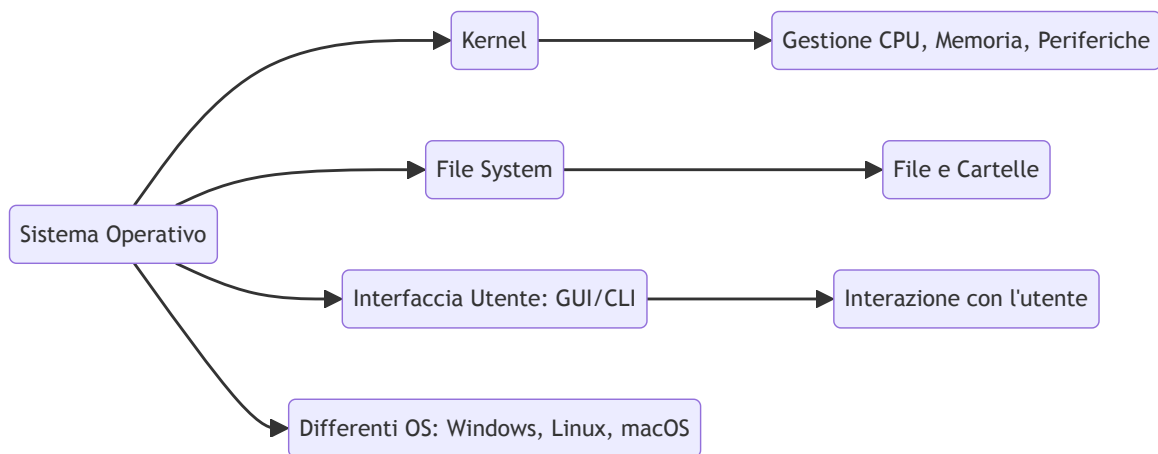 Kernel
Gestione CPU, Memoria, Periferiche
File System
File e Cartelle
Sistema Operativo
Interfaccia Utente: GUI/CLI
Interazione con l'utente
Differenti OS: Windows, Linux, macOS